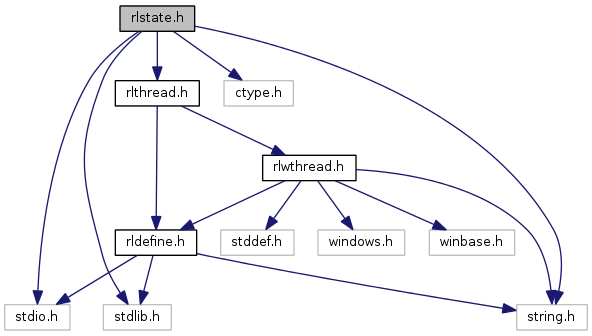 rlstate.h
rlthread.h
ctype.h
rlwthread.h
rldefine.h
stddef.h
windows.h
winbase.h
stdio.h
stdlib.h
string.h